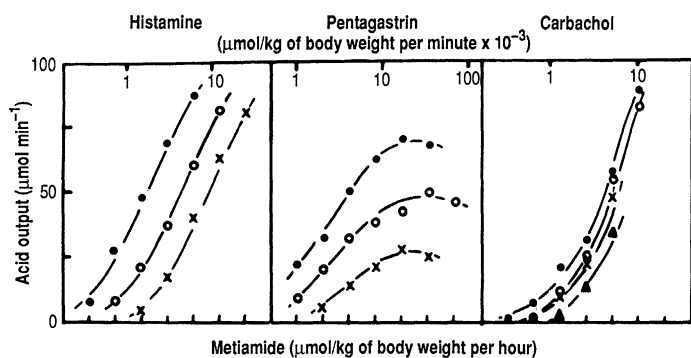 Histamine Pentagastrin Carbachol
(μmol/kg of body weight per minute x 10⁻³)
1 10 1 10 100 1 10
100
50
0
Acid output (μmol min⁻¹)
Metiamide (μmol/kg of body weight per hour)